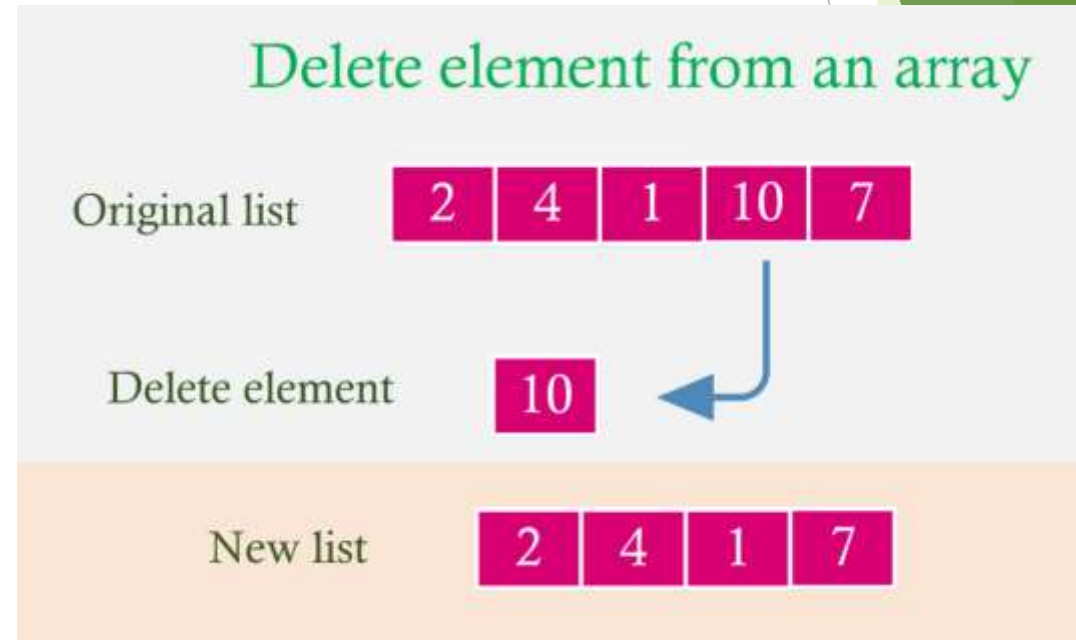 Delete element from an array
Original list 2 4 1 10 7
Delete element 10
New list 2 4 1 7